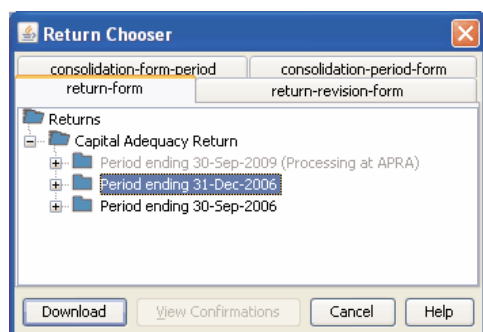 Return Chooser
consolidation-form-period consolidation-period-form
return-form return-revision-form
Returns
Capital Adequacy Return
Period ending 30-Sep-2009 (Processing at APRA)
Period ending 31-Dec-2006
Period ending 30-Sep-2006
Download View Confirmations Cancel Help